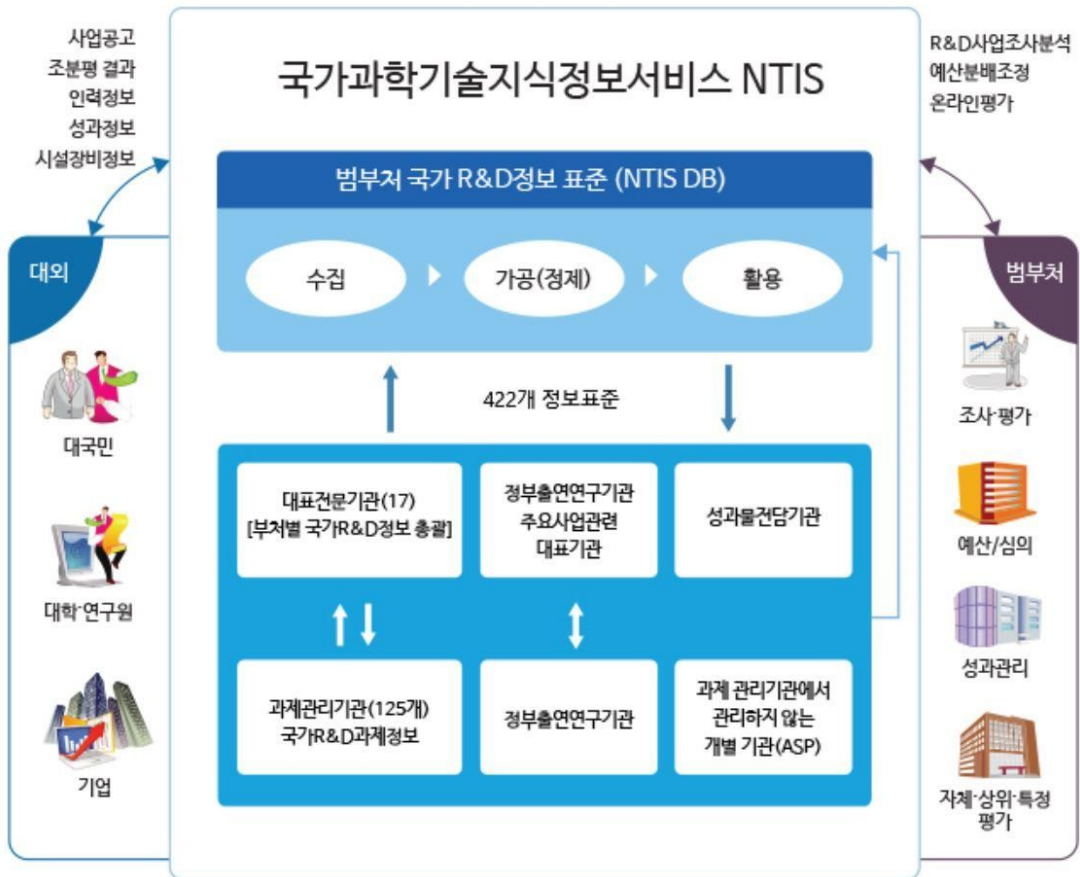 사업공고
조분평 결과
인력정보
성과정보
시설장비정보
국가과학기술지식정보서비스 NTIS
R&D사업조사분석
예산분배조정
온라인평가
범부처 국가 R&D정보 표준 (NTIS DB)
수집
가공(정제)
활용
422개 정보표준
대표전문기관(17)
[부처별 국가R&D정보 총괄]
정부출연연구기관
주요사업관련
대표기관
성과물전담기관
과제관리기관(125개)
국가R&D과제정보
정부출연연구기관
과제 관리기관에서
관리하지 않는
개별 기관(ASP)
대외
대국민
대학·연구원
기업
범부처
조사·평가
예산/심의
성과관리
자체·상위·특정
평가